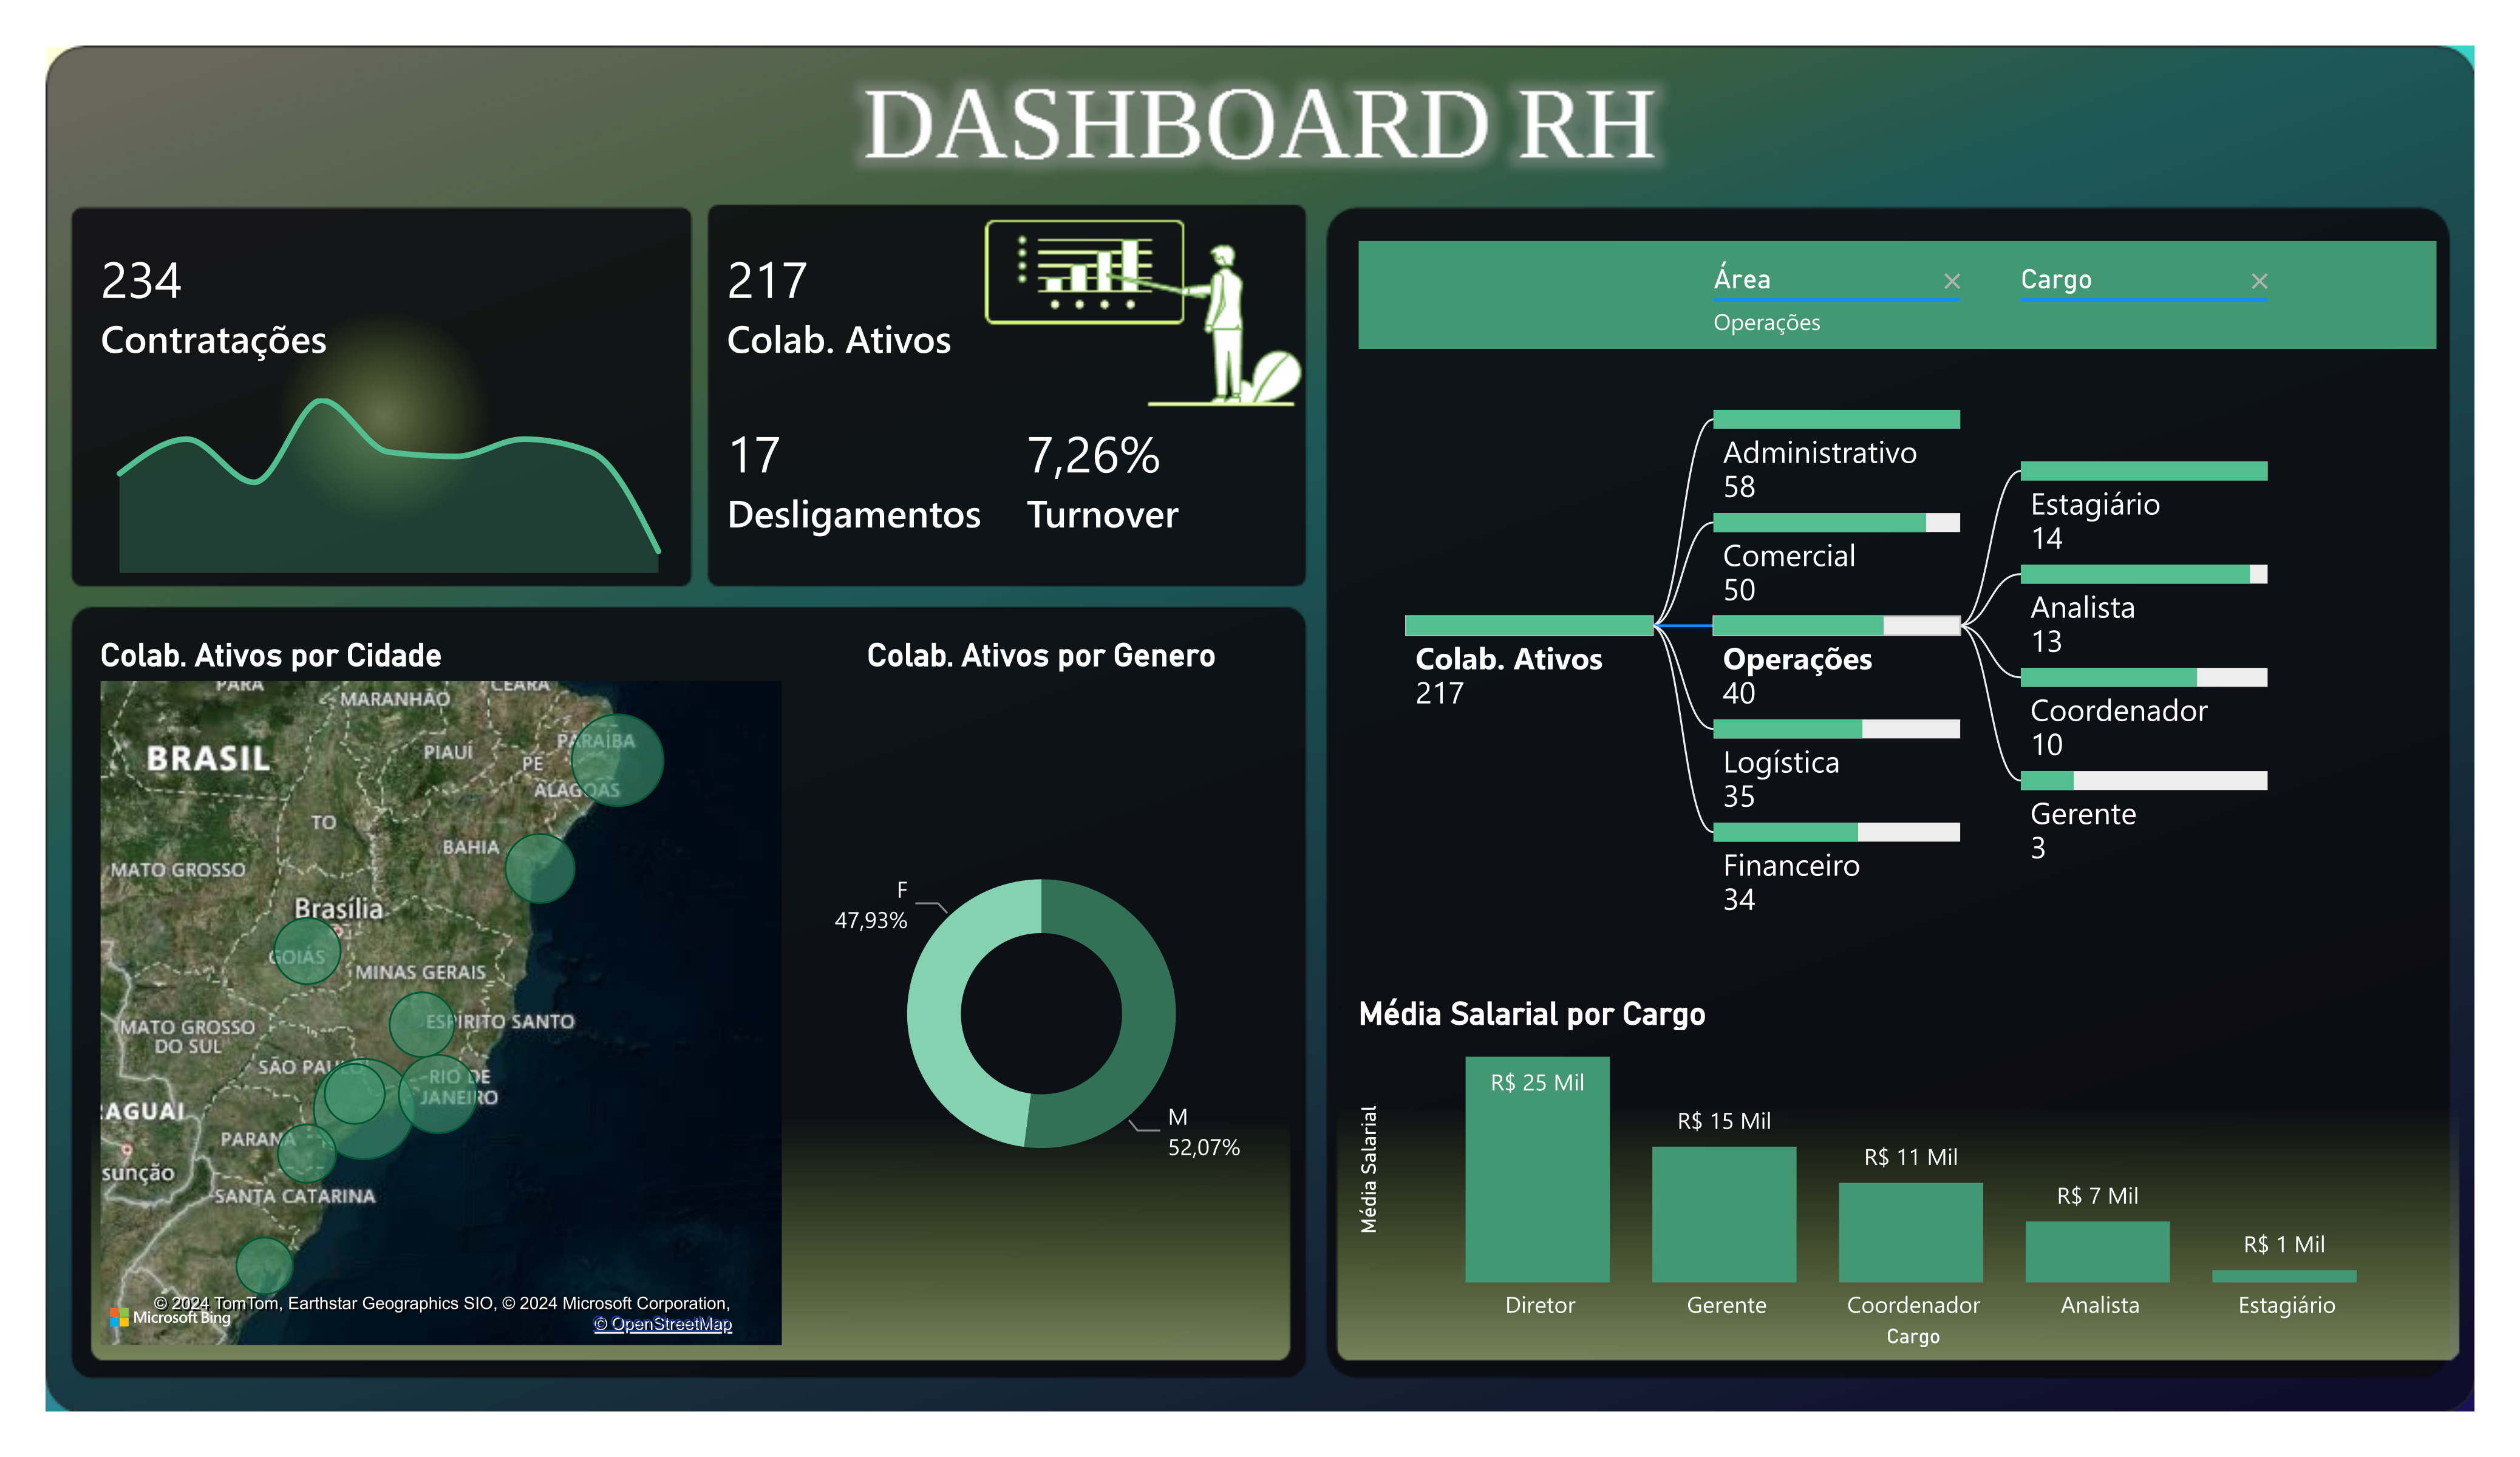 DASHBOARD RH
234
Contratações
217
Colab. Ativos
17
Desligamentos
7,26%
Turnover
Colab. Ativos por Cidade
PARÁ
MARANHÃO
CEARÁ
BRASIL
PIAUÍ
PARAÍBA
PE
ALAGOAS
TO
BAHIA
MATO GROSSO
Brasília
GOIÁS
MINAS GERAIS
MATO GROSSO
DO SUL
ESPÍRITO SANTO
SÃO PAULO
RIO DE
JANEIRO
AGUAI
PARANÁ
sunção
SANTA CATARINA
© 2024 TomTom, Earthstar Geographics SIO, © 2024 Microsoft Corporation,
Microsoft Bing
© OpenStreetMap
Colab. Ativos por Genero
F
47,93%
M
52,07%
Área
Operações
Cargo
Colab. Ativos
217
Administrativo
58
Comercial
50
Operações
40
Logística
35
Financeiro
34
Estagiário
14
Analista
13
Coordenador
10
Gerente
3
Média Salarial por Cargo
Média Salarial
R$ 25 Mil
R$ 15 Mil
R$ 11 Mil
R$ 7 Mil
R$ 1 Mil
Diretor
Gerente
Coordenador
Analista
Estagiário
Cargo